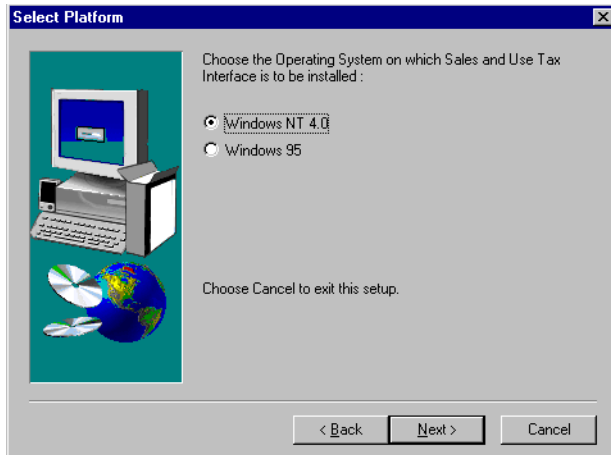 Select Platform
Choose the Operating System on which Sales and Use Tax
Interface is to be installed :
Windows NT 4.0
Windows 95
Choose Cancel to exit this setup.
< Back
Next >
Cancel